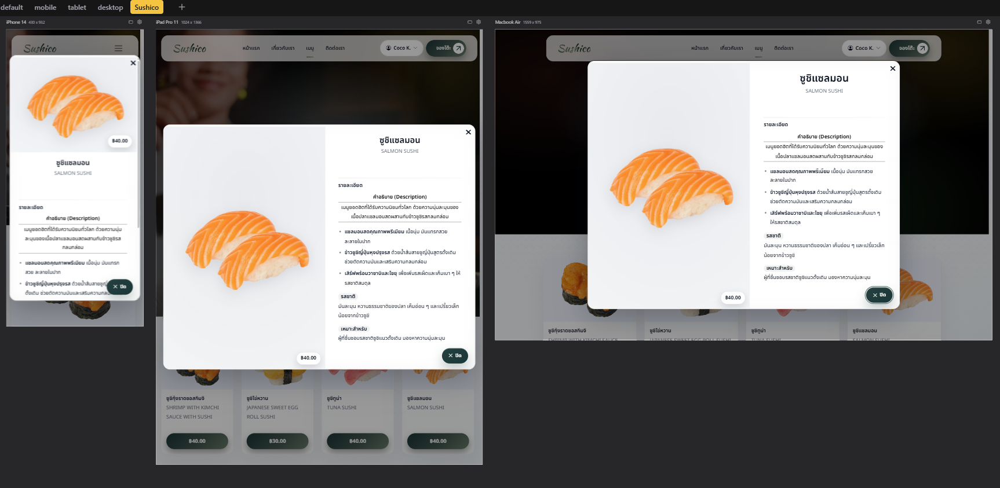 default mobile tablet desktop Sushico +
iPhone 14 430 x 932
Sushico
฿40.00
ซูชิแซลมอน
SALMON SUSHI
รายละเอียด
คำอธิบาย (Description)
เมนูยอดฮิตที่ได้รับความนิยมทั่วโลก ด้วยความนุ่ม
ละมุนของเนื้อปลาแซลมอนสดผสานกับข้าวซูชิรส
กลมกล่อม
• แซลมอนสดคุณภาพพรีเมียม เนื้อนุ่ม มันแทรก
สวย ละลายในปาก
• ข้าวซูชิญี่ปุ่นหุงปรุงรส ด้วยน้ำส้มสายชูญี่
ดั้งเดิม ช่วยตัดความมันและเสริมความกลม
ปิด
iPad Pro 11 1024 x 1366
Sushico
หน้าแรก เกี่ยวกับเรา เมนู ติดต่อเรา
Coco K.
จองโต๊ะ
฿40.00
ซูชิแซลมอน
SALMON SUSHI
รายละเอียด
คำอธิบาย (Description)
เมนูยอดฮิตที่ได้รับความนิยมทั่วโลก ด้วยความนุ่มละมุนของ
เนื้อปลาแซลมอนสดผสานกับข้าวซูชิรสกลมกล่อม
• แซลมอนสดคุณภาพพรีเมียม เนื้อนุ่ม มันแทรกสวย
ละลายในปาก
• ข้าวซูชิญี่ปุ่นหุงปรุงรส ด้วยน้ำส้มสายชูญี่ปุ่นสูตรดั้งเดิม
ช่วยตัดความมันและเสริมความกลมกล่อม
• เสิร์ฟพร้อมวาซาบิและโชยุ เพื่อเพิ่มรสเผ็ดและเค็มเบา ๆ ให้
รสชาติสมดุล
รสชาติ
มันละมุน หวานธรรมชาติของปลา เค็มอ่อน ๆ และเปรี้ยวเล็ก
น้อยจากข้าวซูชิ
เหมาะสำหรับ
ผู้ที่ชื่นชอบรสชาติซูชิแนวดั้งเดิม มองหาความนุ่มละมุน
ปิด
ซูชิกุ้งราดซอสกิมจิ
SHRIMP WITH KIMCHI
SAUCE WITH SUSHI
฿40.00
ซูชิไข่หวาน
JAPANESE SWEET EGG
ROLL SUSHI
฿30.00
ซูชิทูน่า
TUNA SUSHI
฿40.00
ซูชิแซลมอน
SALMON SUSHI
฿40.00
Macbook Air 1559 x 975
Sushico
หน้าแรก เกี่ยวกับเรา เมนู ติดต่อเรา
Coco K.
จองโต๊ะ
฿40.00
ซูชิแซลมอน
SALMON SUSHI
รายละเอียด
คำอธิบาย (Description)
เมนูยอดฮิตที่ได้รับความนิยมทั่วโลก ด้วยความนุ่มละมุนของ
เนื้อปลาแซลมอนสดผสานกับข้าวซูชิรสกลมกล่อม
• แซลมอนสดคุณภาพพรีเมียม เนื้อนุ่ม มันแทรกสวย
ละลายในปาก
• ข้าวซูชิญี่ปุ่นหุงปรุงรส ด้วยน้ำส้มสายชูญี่ปุ่นสูตรดั้งเดิม
ช่วยตัดความมันและเสริมความกลมกล่อม
• เสิร์ฟพร้อมวาซาบิและโชยุ เพื่อเพิ่มรสเผ็ดและเค็มเบา ๆ
ให้รสชาติสมดุล
รสชาติ
มันละมุน หวานธรรมชาติของปลา เค็มอ่อน ๆ และเปรี้ยวเล็ก
น้อยจากข้าวซูชิ
เหมาะสำหรับ
ผู้ที่ชื่นชอบรสชาติซูชิแนวดั้งเดิม มองหาความนุ่มละมุน
ปิด
ซูชิกุ้งราดซอสกิมจิ
SHRIMP WITH KIMCHI SAUCE
ซูชิไข่หวาน
JAPANESE SWEET EGG ROLL SUSHI
ซูชิทูน่า
TUNA SUSHI
ซูชิแซลมอน
SALMON SUSHI